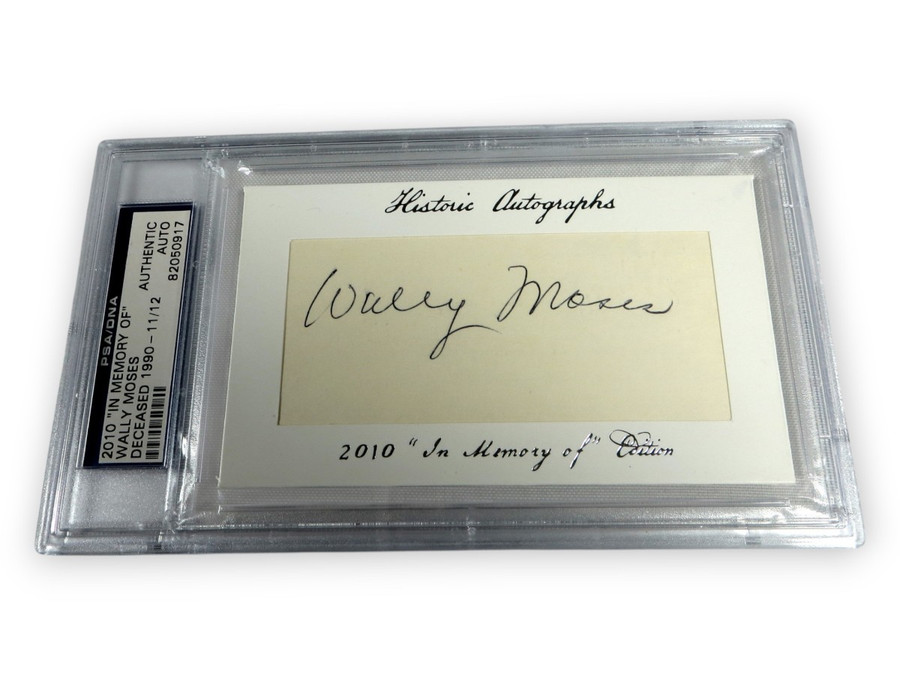 PSA/DNA
2010 "IN MEMORY OF"
WALLY MOSES
DECEASED 1990 – 11/12
AUTHENTIC
AUTO
82050917
Historic Autographs
Wally Moses
2010 "In Memory of" Edition